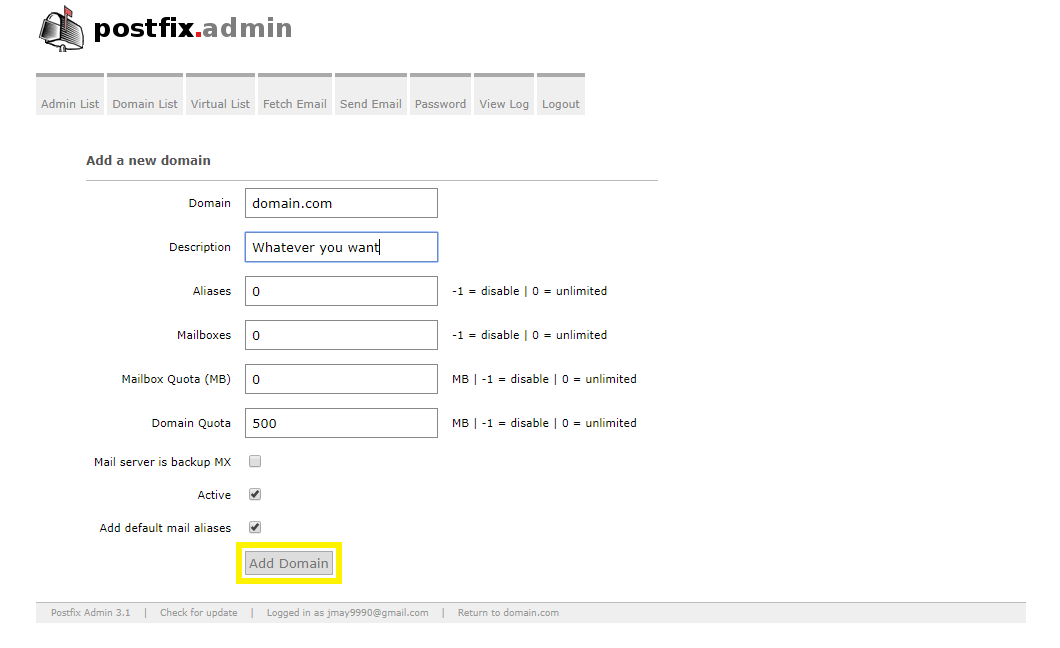 postfix.admin
Admin List Domain List Virtual List Fetch Email Send Email Password View Log Logout
Add a new domain
Domain domain.com
Description Whatever you want
Aliases 0 -1 = disable | 0 = unlimited
Mailboxes 0 -1 = disable | 0 = unlimited
Mailbox Quota (MB) 0 MB | -1 = disable | 0 = unlimited
Domain Quota 500 MB | -1 = disable | 0 = unlimited
Mail server is backup MX
Active
Add default mail aliases
Add Domain
Postfix Admin 3.1 | Check for update | Logged in as jmay9990@gmail.com | Return to domain.com